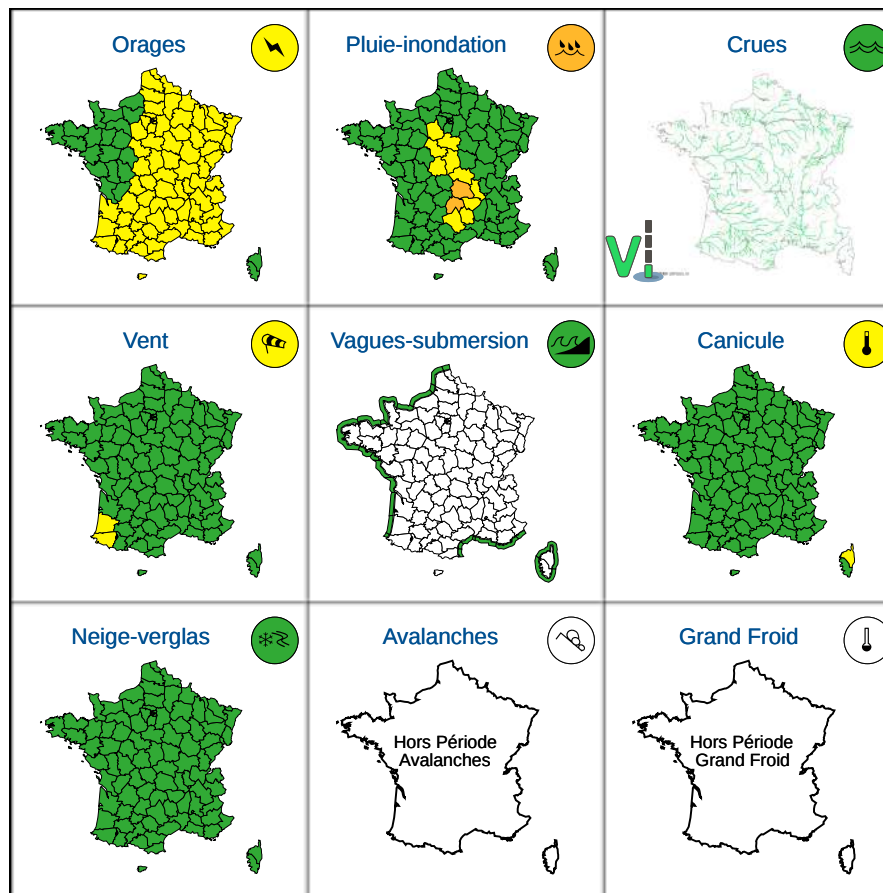 Orages
Pluie-inondation
Crues
Vi
Vent
Vagues-submersion
Canicule
Neige-verglas
Avalanches
Grand Froid
Hors Période
Avalanches
Hors Période
Grand Froid